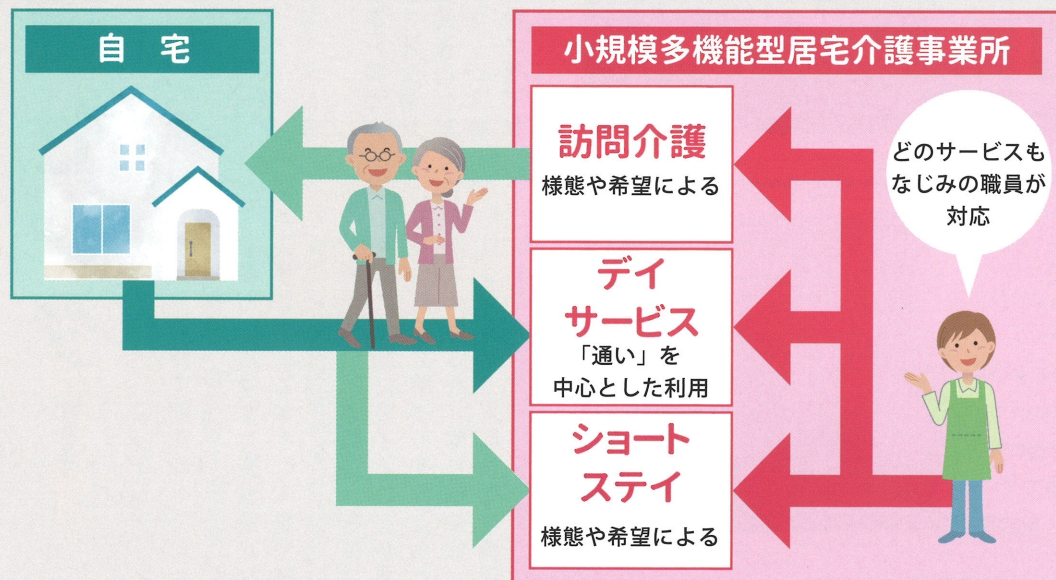 自 宅
小規模多機能型居宅介護事業所
訪問介護
様態や希望による
デイ
サービス
「通い」を
中心とした利用
ショート
ステイ
様態や希望による
どのサービスも
なじみの職員が
対応